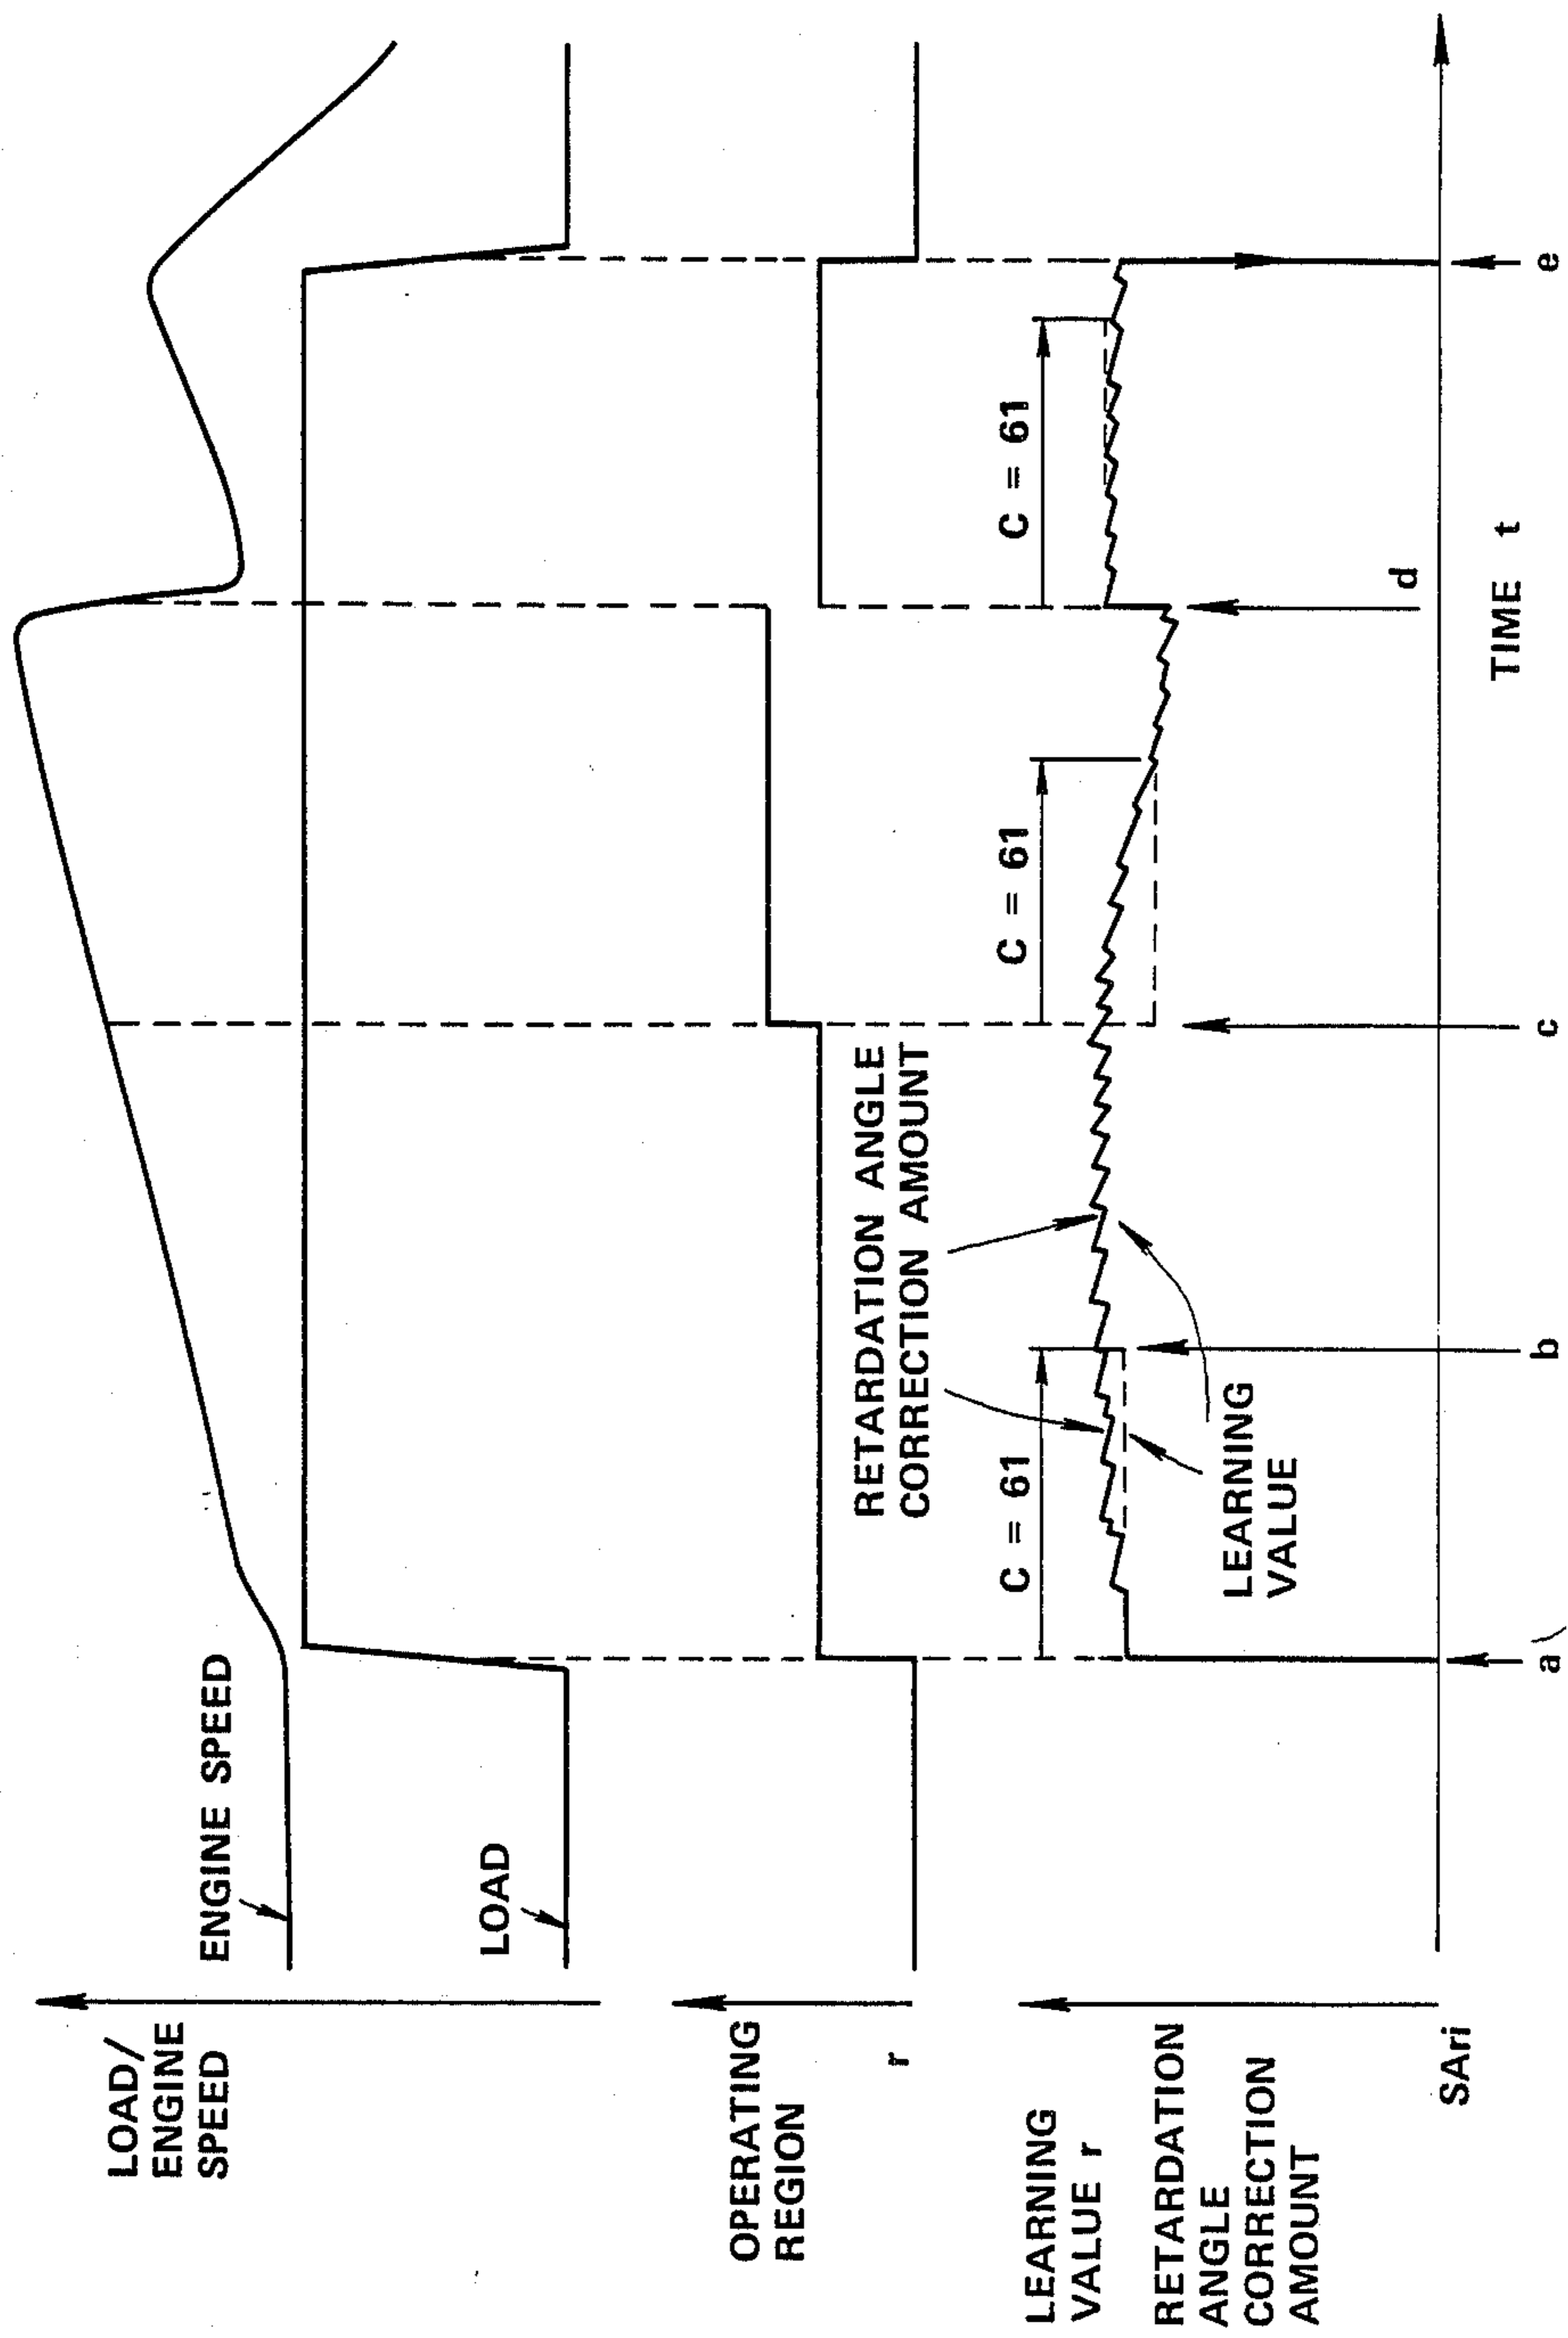 LOAD/
ENGINE
SPEED
ENGINE SPEED
LOAD
OPERATING
REGION
r
RETARDATION ANGLE
CORRECTION AMOUNT
LEARNING
VALUE r
RETARDATION
ANGLE
CORRECTION
AMOUNT
SAri
C = 61
C = 61
C = 61
LEARNING
VALUE
a
b
c
d
e
TIME t